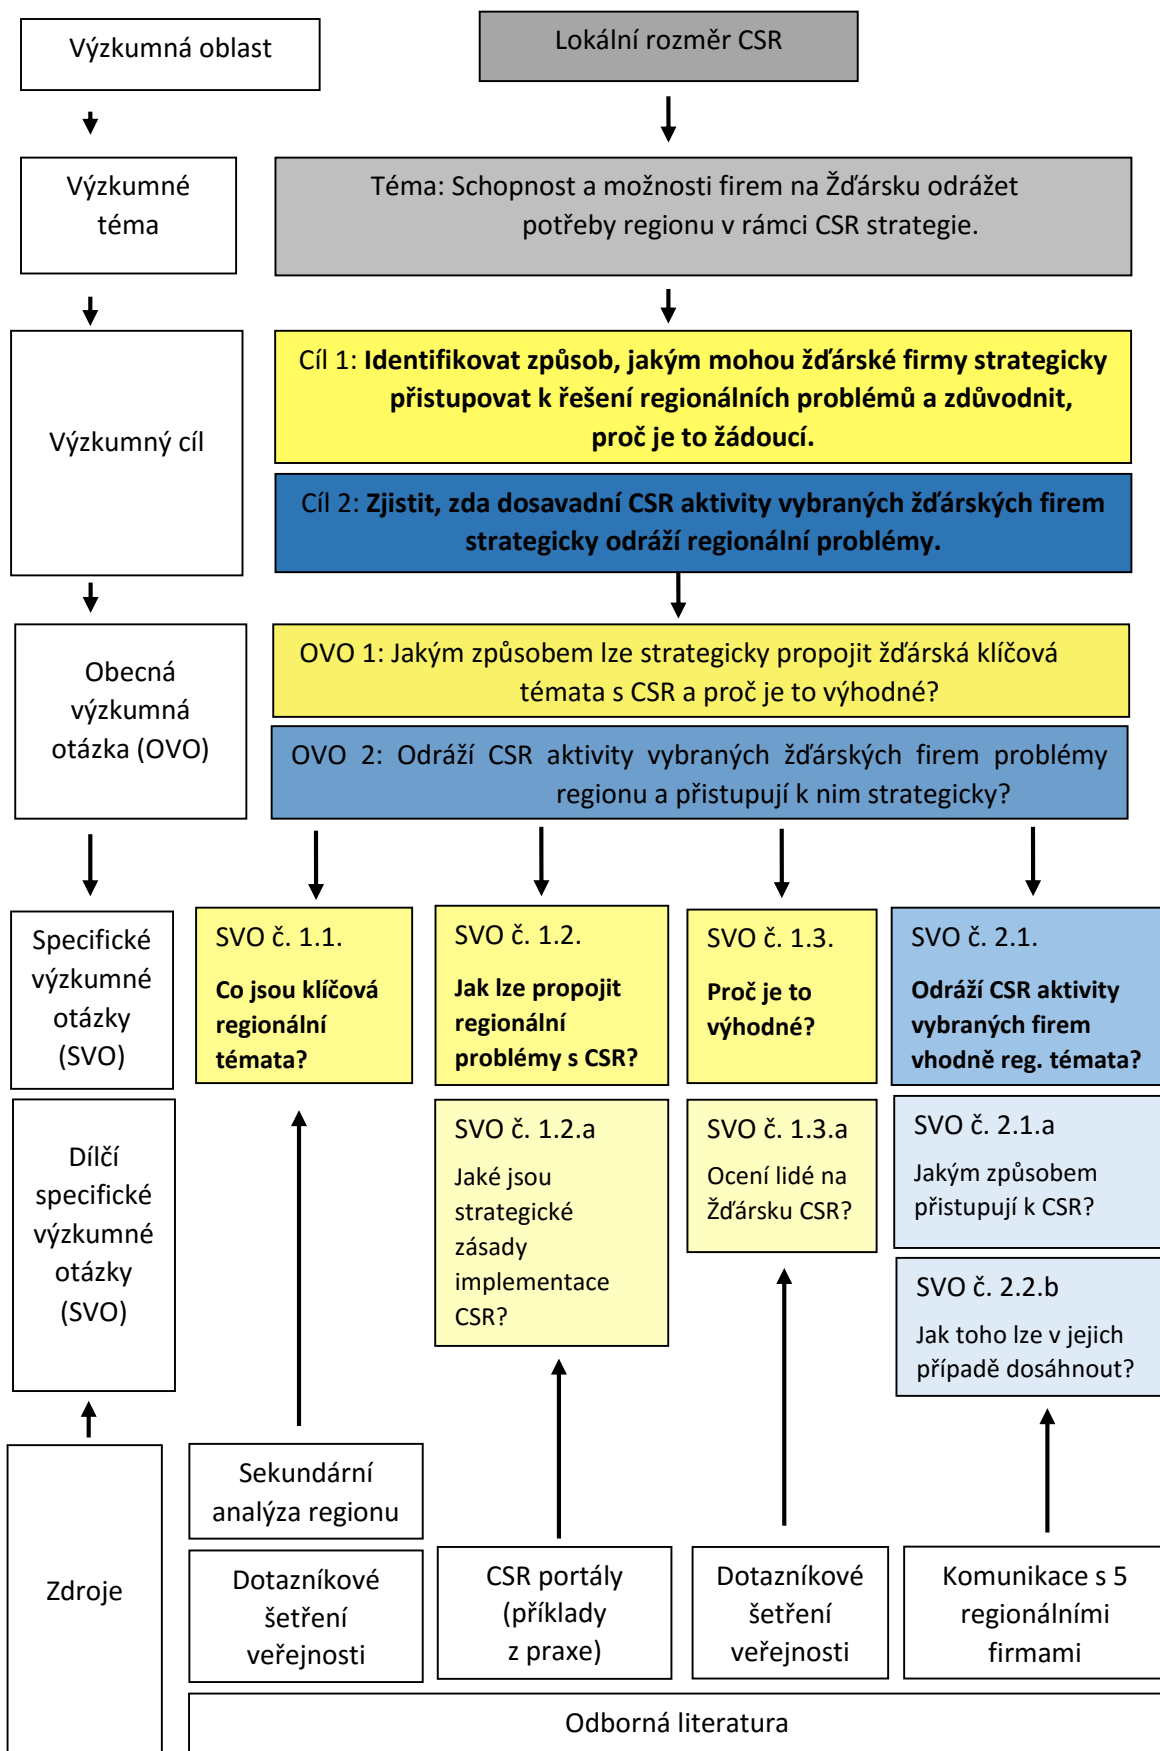 Výzkumná oblast
Lokální rozměr CSR
Výzkumné
téma
Téma: Schopnost a možnosti firem na Žďársku odrážet
potřeby regionu v rámci CSR strategie.
Výzkumný cíl
Cíl 1: Identifikovat způsob, jakým mohou žďárské firmy strategicky
přistupovat k řešení regionálních problémů a zdůvodnit,
proč je to žádoucí.
Cíl 2: Zjistit, zda dosavadní CSR aktivity vybraných žďárských firem
strategicky odráží regionální problémy.
Obecná
výzkumná
otázka (OVO)
OVO 1: Jakým způsobem lze strategicky propojit žďárská klíčová
témata s CSR a proč je to výhodné?
OVO 2: Odráží CSR aktivity vybraných žďárských firem problémy
regionu a přistupují k nim strategicky?
Specifické
výzkumné
otázky
(SVO)
SVO č. 1.1.
Co jsou klíčová
regionální
témata?
SVO č. 1.2.
Jak lze propojit
regionální
problémy s CSR?
SVO č. 1.3.
Proč je to
výhodné?
SVO č. 2.1.
Odráží CSR aktivity
vybraných firem
vhodně reg. témata?
Dílčí
specifické
výzkumné
otázky
(SVO)
SVO č. 1.2.a
Jaké jsou
strategické
zásady
implementace
CSR?
SVO č. 1.3.a
Ocení lidé na
Žďársku CSR?
SVO č. 2.1.a
Jakým způsobem
přistupují k CSR?
SVO č. 2.2.b
Jak toho lze v jejich
případě dosáhnout?
Zdroje
Sekundární
analýza regionu
Dotazníkové
šetření
veřejnosti
CSR portály
(příklady
z praxe)
Dotazníkové
šetření
veřejnosti
Komunikace s 5
regionálními
firmami
Odborná literatura